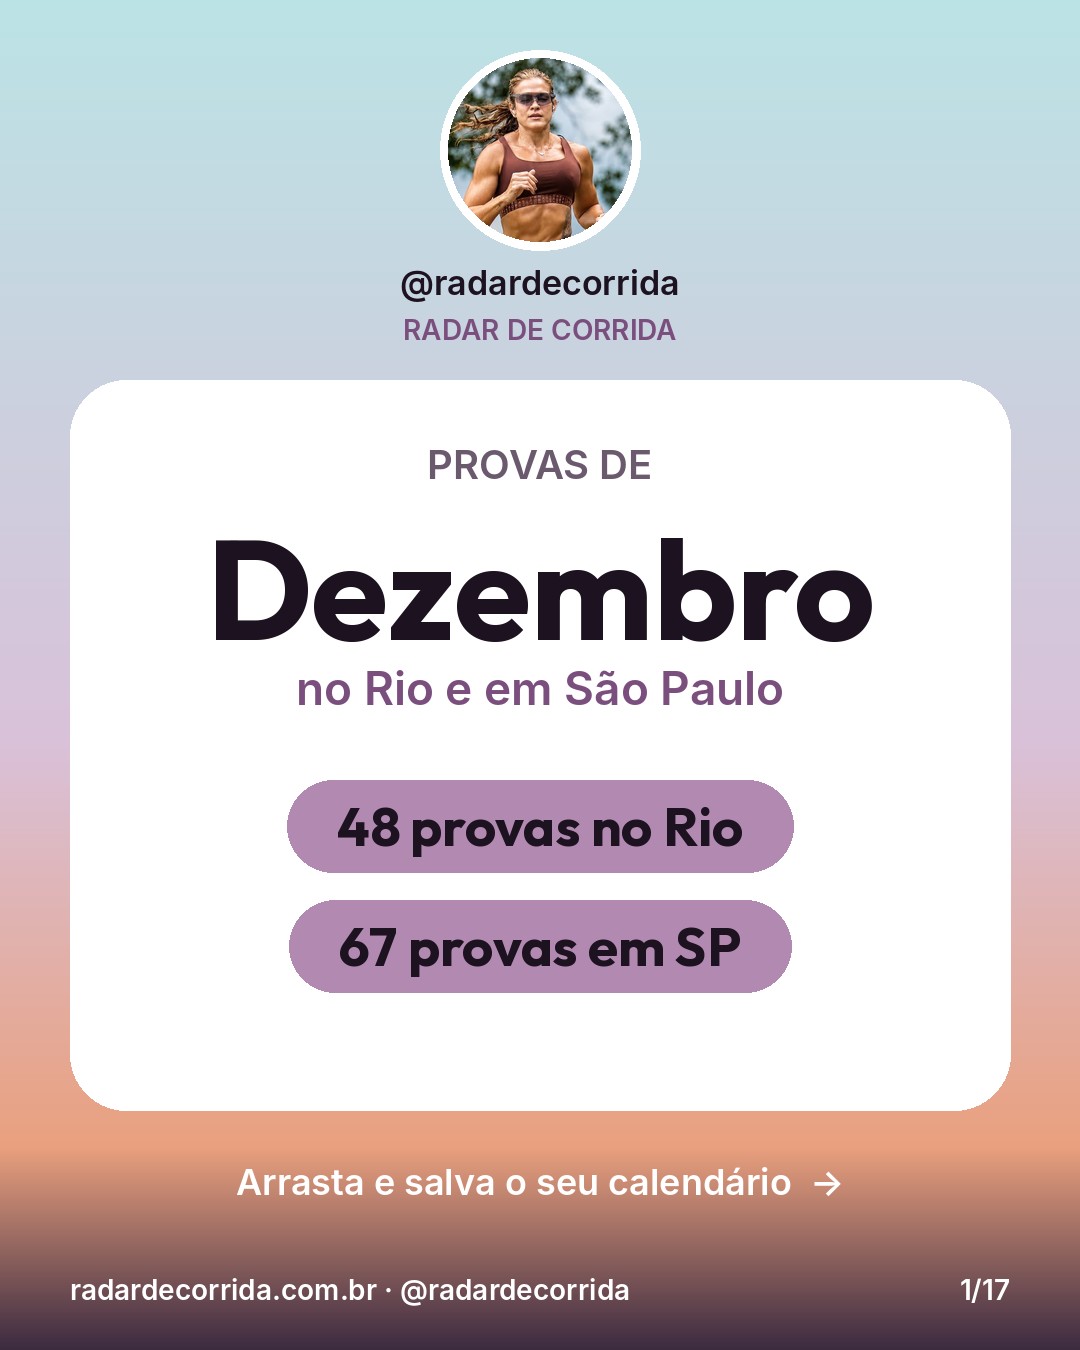 @radardecorrida
RADAR DE CORRIDA
PROVAS DE
Dezembro
no Rio e em São Paulo
48 provas no Rio
67 provas em SP
Arrasta e salva o seu calendário →
radardecorrida.com.br · @radardecorrida
1/17